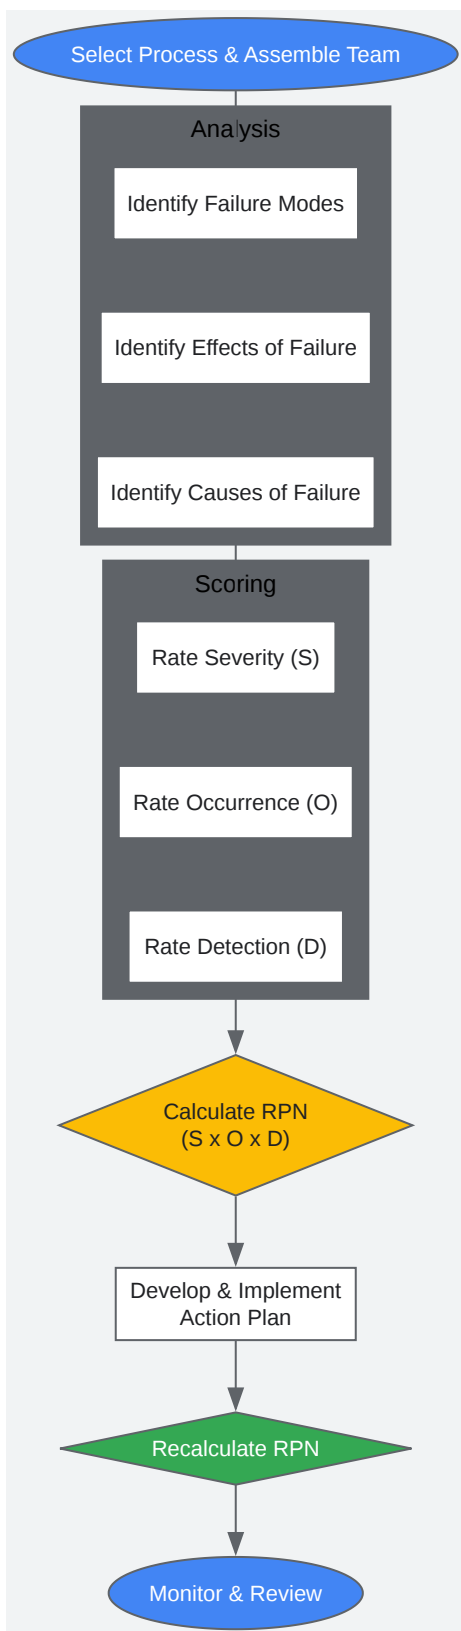 Select Process & Assemble Team
Analysis
Identify Failure Modes
Identify Effects of Failure
Identify Causes of Failure
Scoring
Rate Severity (S)
Rate Occurrence (O)
Rate Detection (D)
Calculate RPN
(S x O x D)
Develop & Implement
Action Plan
Recalculate RPN
Monitor & Review